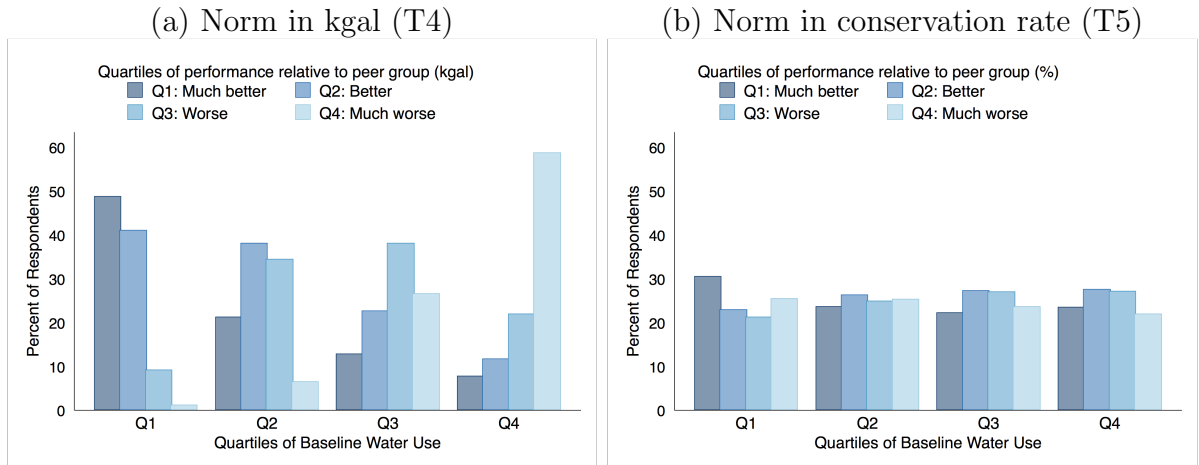 (a) Norm in kgal (T4)
Quartiles of performance relative to peer group (kgal)
Q1: Much better
Q2: Better
Q3: Worse
Q4: Much worse
Percent of Respondents
60
50
40
30
20
10
0
Q1
Q2
Q3
Q4
Quartiles of Baseline Water Use
(b) Norm in conservation rate (T5)
Quartiles of performance relative to peer group (%)
Q1: Much better
Q2: Better
Q3: Worse
Q4: Much worse
Percent of Respondents
60
50
40
30
20
10
0
Q1
Q2
Q3
Q4
Quartiles of Baseline Water Use